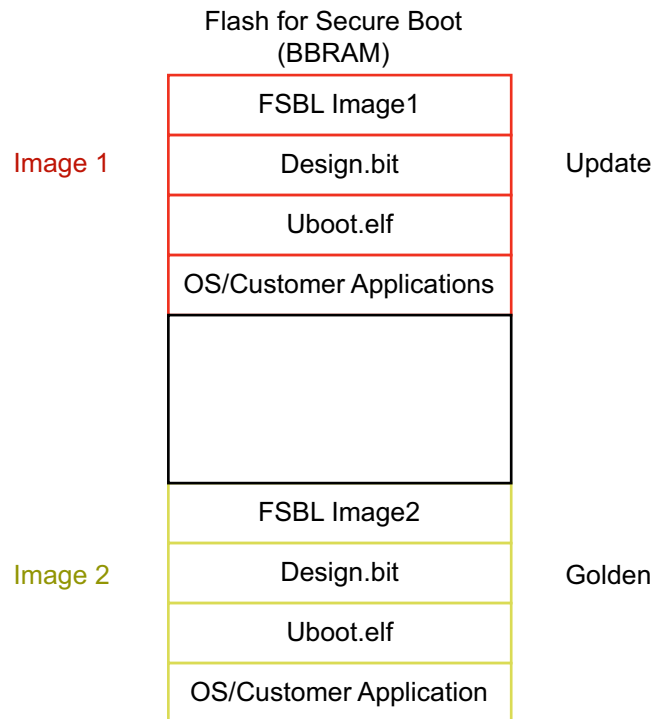 Flash for Secure Boot
(BBRAM)
FSBL Image1
Image 1
Design.bit
Update
Uboot.elf
OS/Customer Applications
FSBL Image2
Image 2
Design.bit
Golden
Uboot.elf
OS/Customer Application